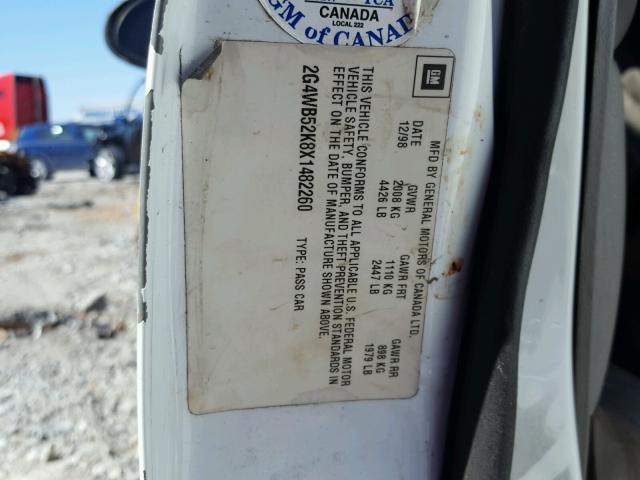 TCA
CANADA
LOCAL 222
GM of CANAD
GM
MFD BY GENERAL MOTORS OF CANADA LTD.
DATE GVWR GAWR FRT GAWR RR
12/98 2008 KG 1110 KG 898 KG
4426 LB 2447 LB 1979 LB
THIS VEHICLE CONFORMS TO ALL APPLICABLE U.S. FEDERAL MOTOR
VEHICLE SAFETY, BUMPER, AND THEFT PREVENTION STANDARDS IN
EFFECT ON THE DATE OF MANUFACTURE SHOWN ABOVE.
2G4WB52K8X1482260 TYPE: PASS CAR